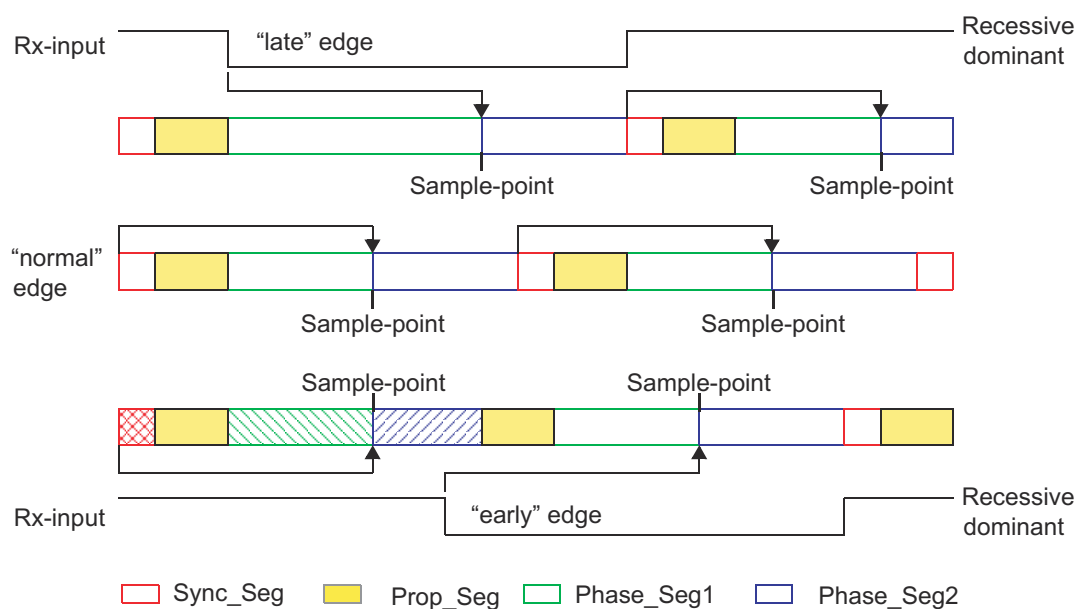 Rx-input
“late” edge
Recessive
dominant
Sample-point
Sample-point
“normal”
edge
Sample-point
Sample-point
Sample-point
Sample-point
Rx-input
“early” edge
Recessive
dominant
Sync_Seg
Prop_Seg
Phase_Seg1
Phase_Seg2